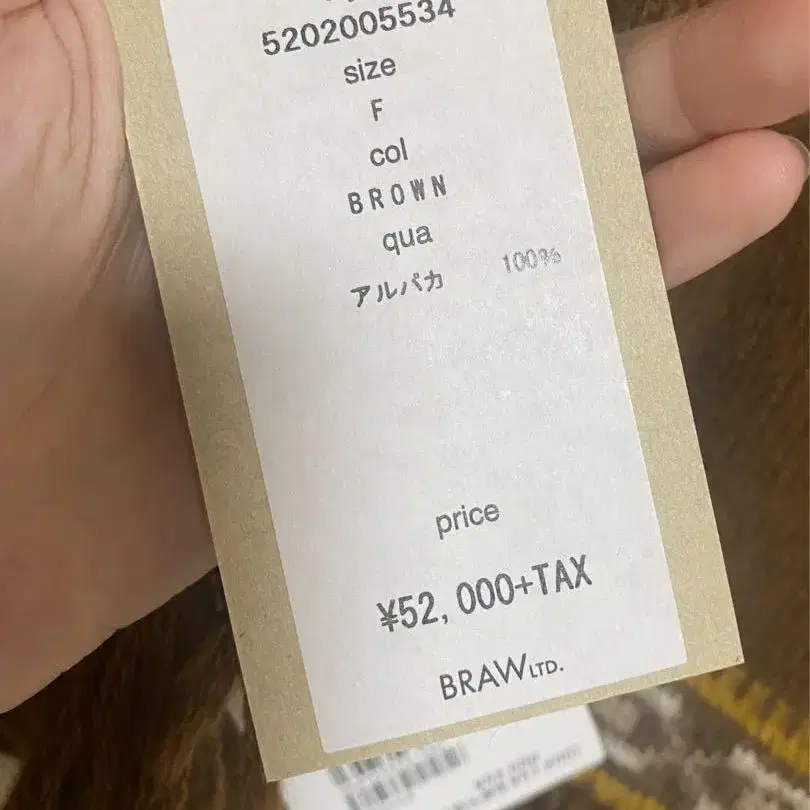 5202005534
size
F
col
BROWN
qua
アルパカ 100%
price
¥52,000+TAX
BRAW LTD.